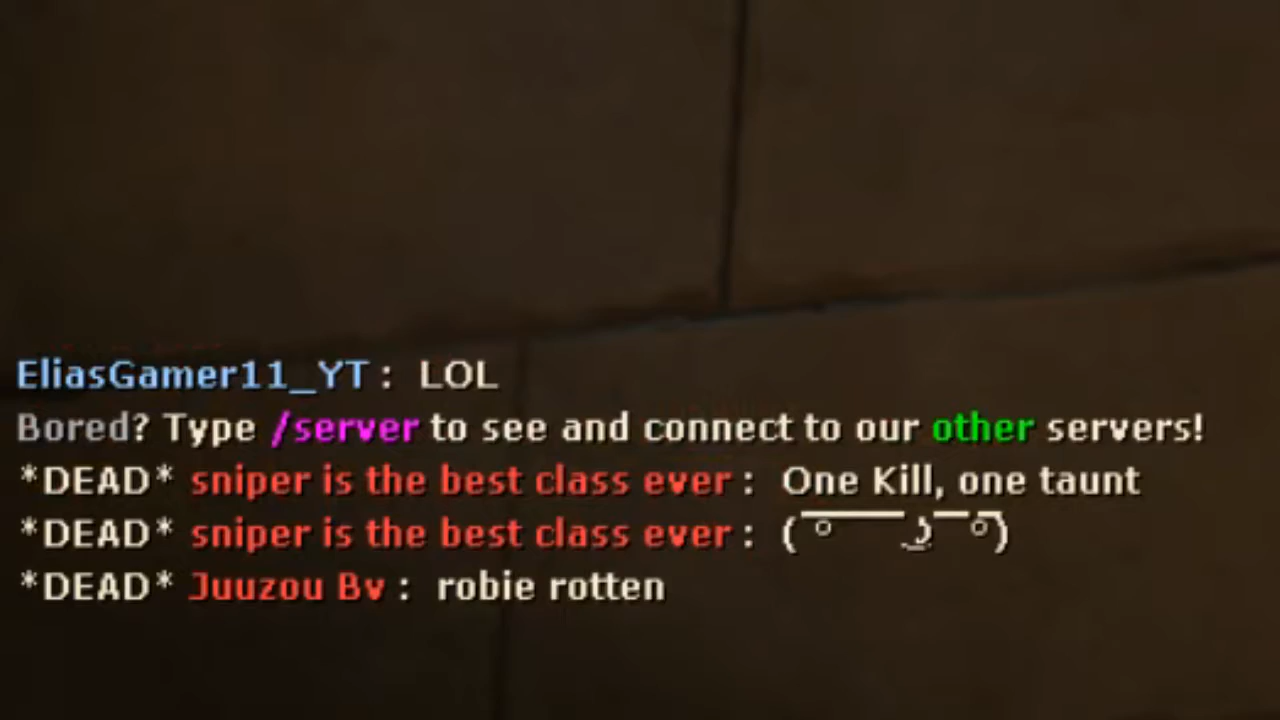 EliasGamer11_YT :  LOL
Bored? Type /server to see and connect to our other servers!
*DEAD* sniper is the best class ever :  One Kill, one taunt
*DEAD* sniper is the best class ever :  ( ͡° ͜ʖ ͡°)
*DEAD* Juuzou Bv :  robie rotten